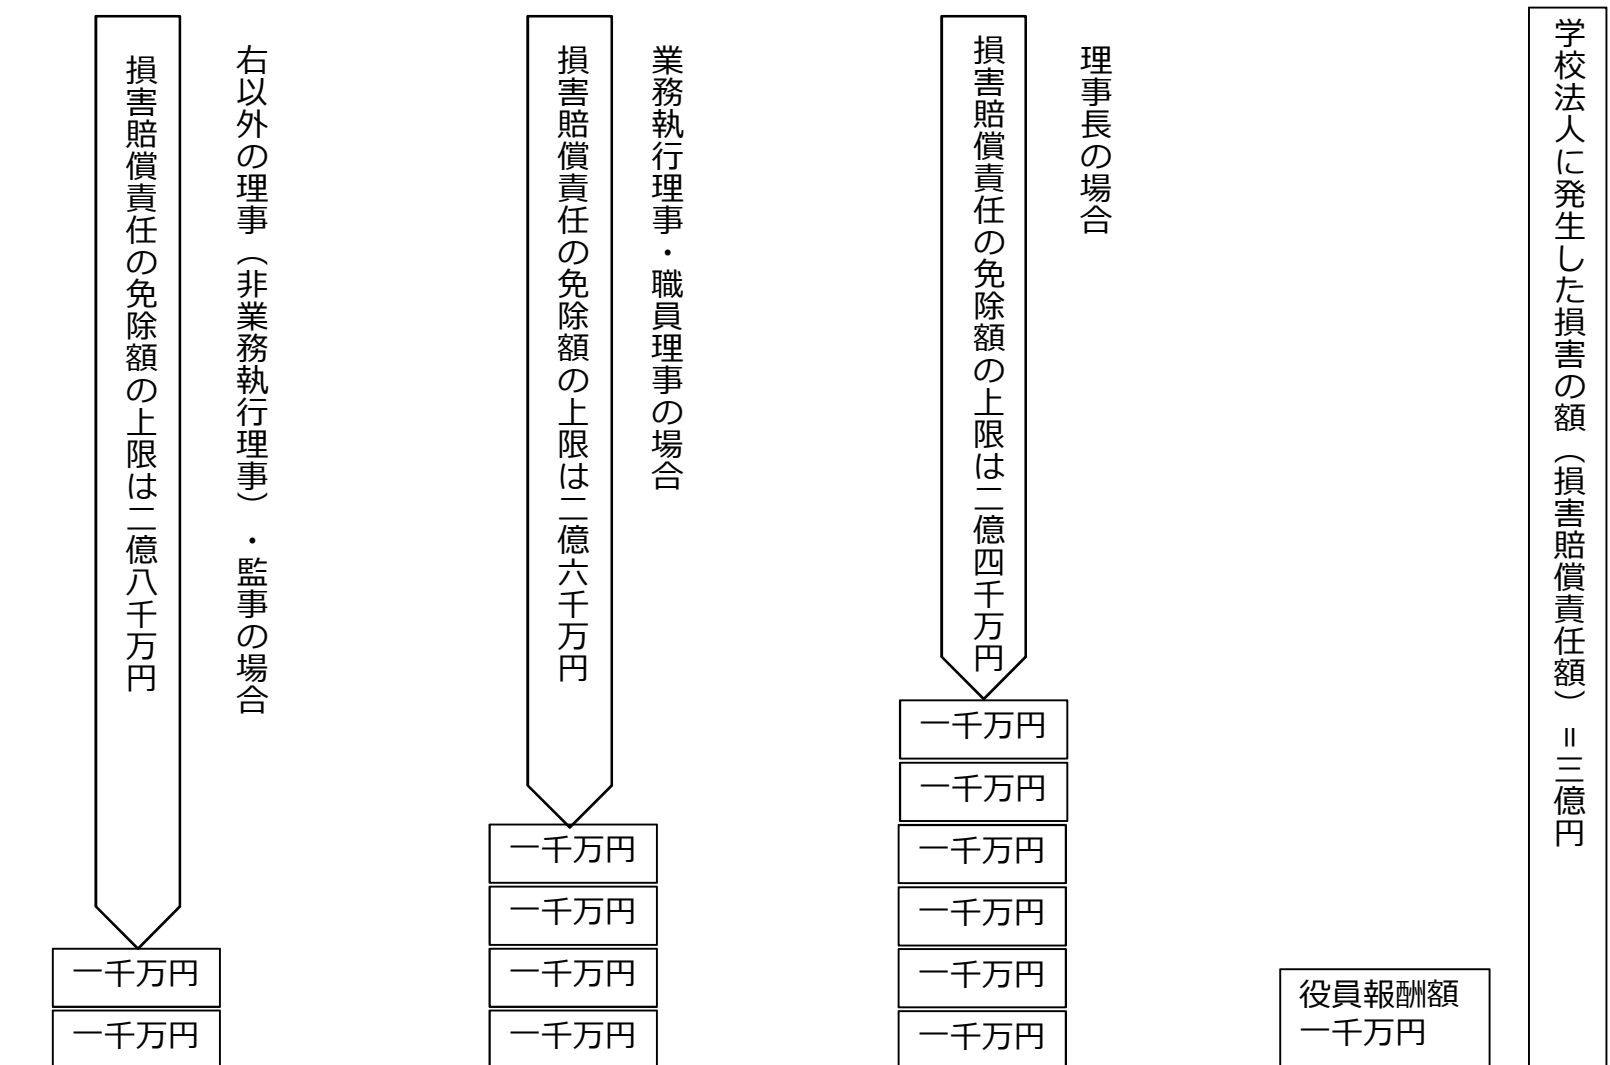 学校法人に発生した損害の額（損害賠償責任額）＝三億円
役員報酬額
一千万円
理事長の場合
損害賠償責任の免除額の上限は二億四千万円
一千万円
一千万円
一千万円
一千万円
一千万円
一千万円
業務執行理事・職員理事の場合
損害賠償責任の免除額の上限は二億六千万円
一千万円
一千万円
一千万円
一千万円
右以外の理事（非業務執行理事）・監事の場合
損害賠償責任の免除額の上限は二億八千万円
一千万円
一千万円